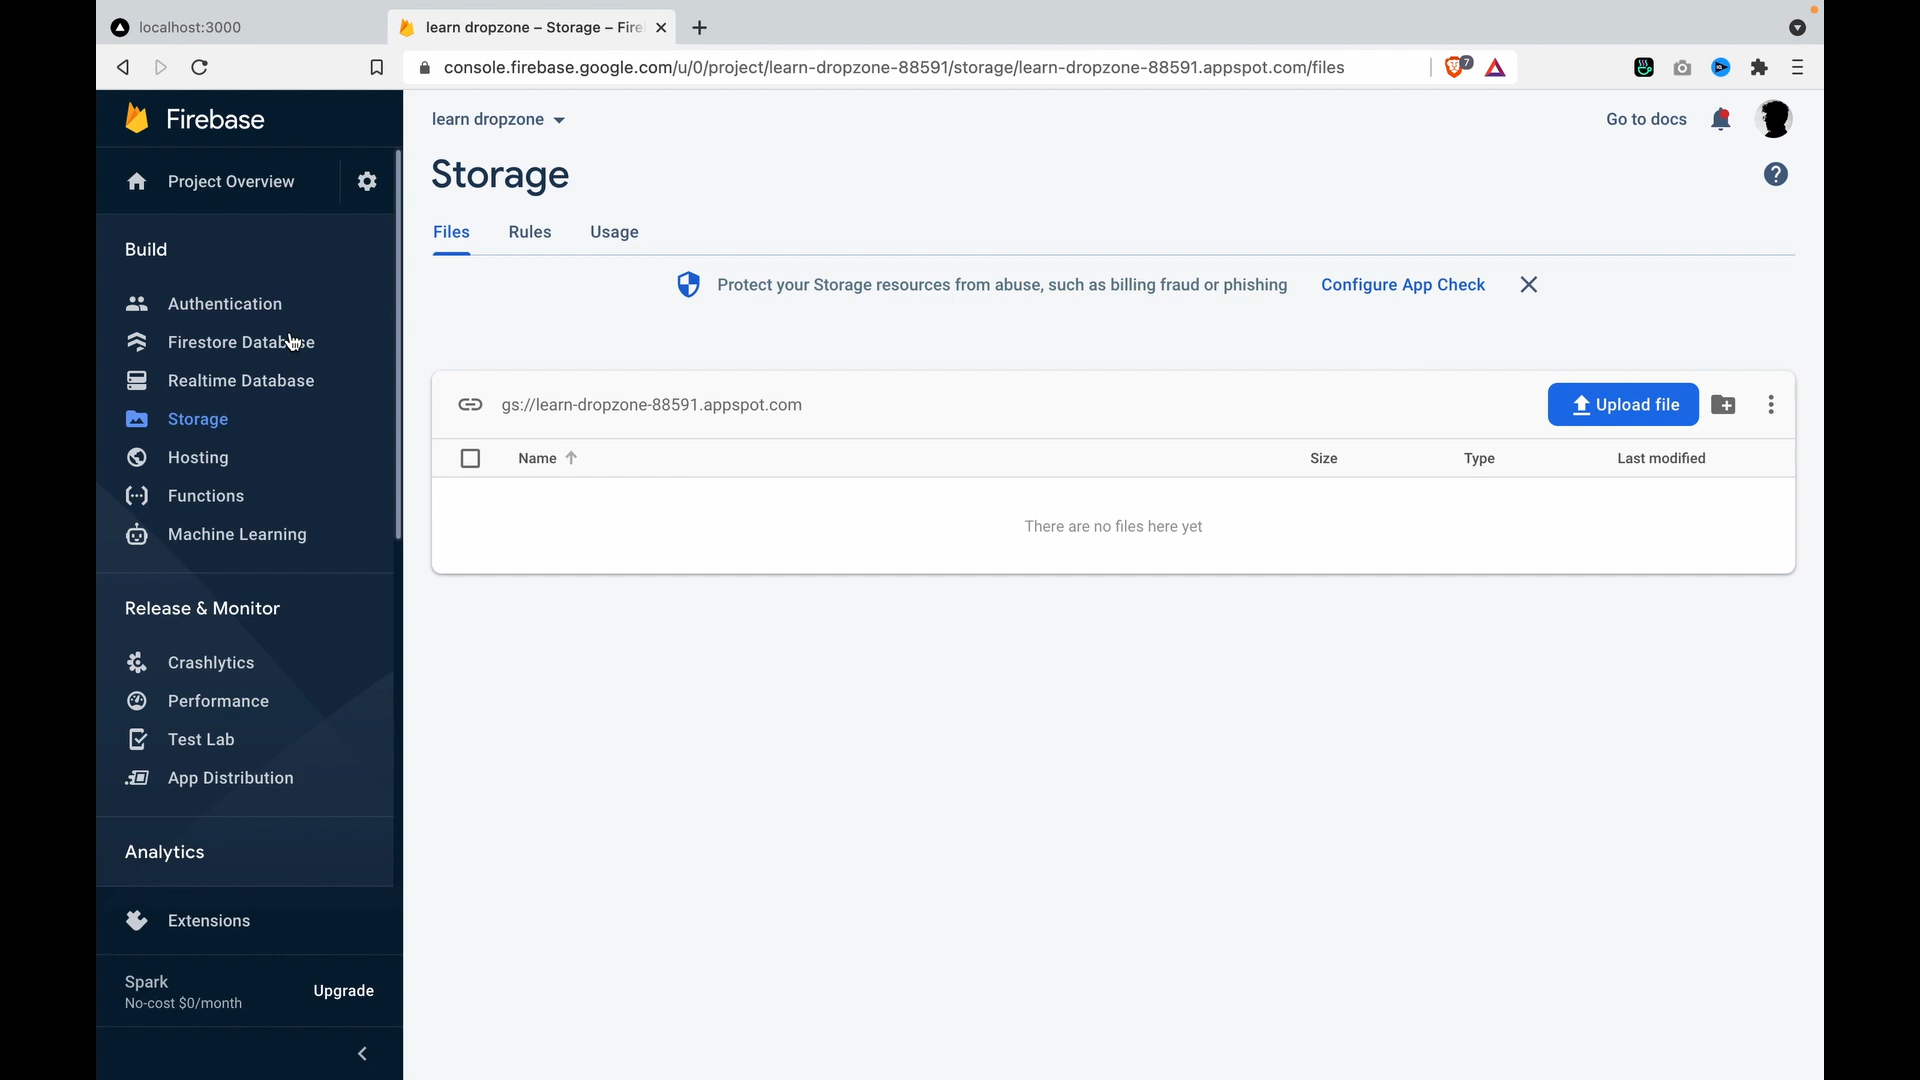 localhost:3000
learn dropzone – Storage – Fire
console.firebase.google.com/u/0/project/learn-dropzone-88591/storage/learn-dropzone-88591.appspot.com/files
7
Firebase
learn dropzone
Go to docs
Project Overview
Storage
Files
Rules
Usage
Build
Protect your Storage resources from abuse, such as billing fraud or phishing
Configure App Check
Authentication
Firestore Database
Realtime Database
Storage
Hosting
Functions
Machine Learning
gs://learn-dropzone-88591.appspot.com
Upload file
Name
Size
Type
Last modified
There are no files here yet
Release & Monitor
Crashlytics
Performance
Test Lab
App Distribution
Analytics
Extensions
Spark
No-cost $0/month
Upgrade